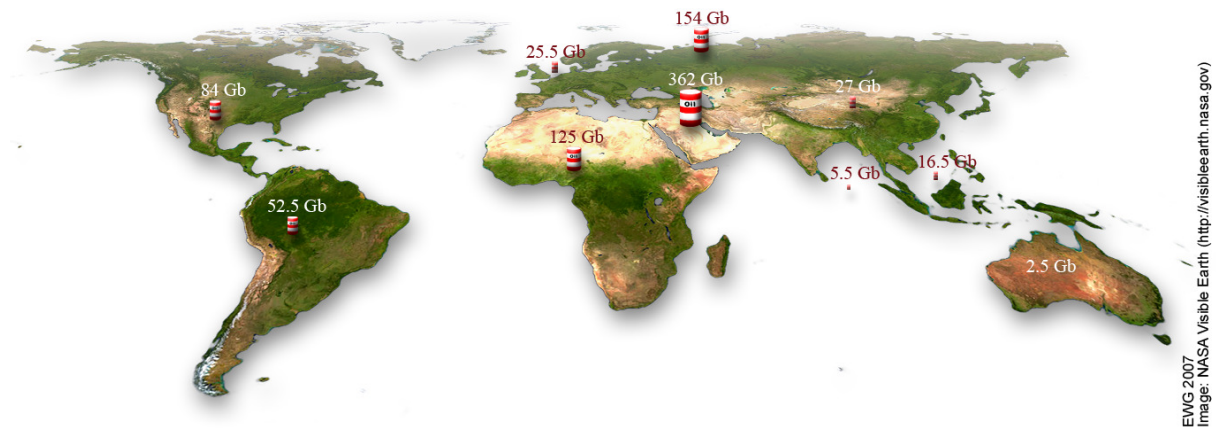 154 Gb
25.5 Gb
84 Gb
362 Gb
27 Gb
OIl
125 Gb
5.5 Gb
16.5 Gb
52.5 Gb
2.5 Gb
EWG 2007
Image: NASA Visible Earth (http://visibleearth.nasa.gov)